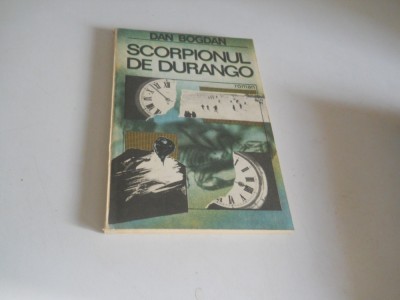 DAN BOGDAN
SCORPIONUL
DE DURANGO
roman